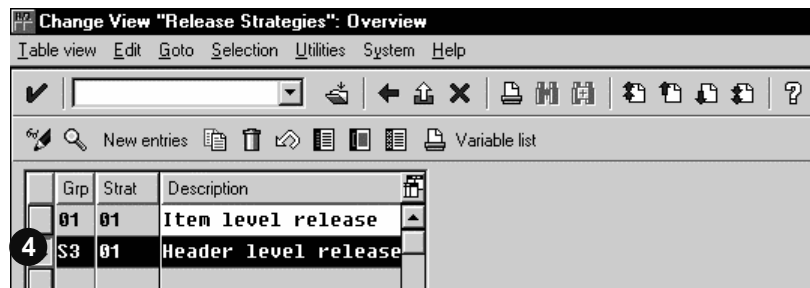 Change View "Release Strategies": Overview
Table view Edit Goto Selection Utilities System Help
New entries Variable list
Grp Strat Description
01 01 Item level release
4 S3 01 Header level release